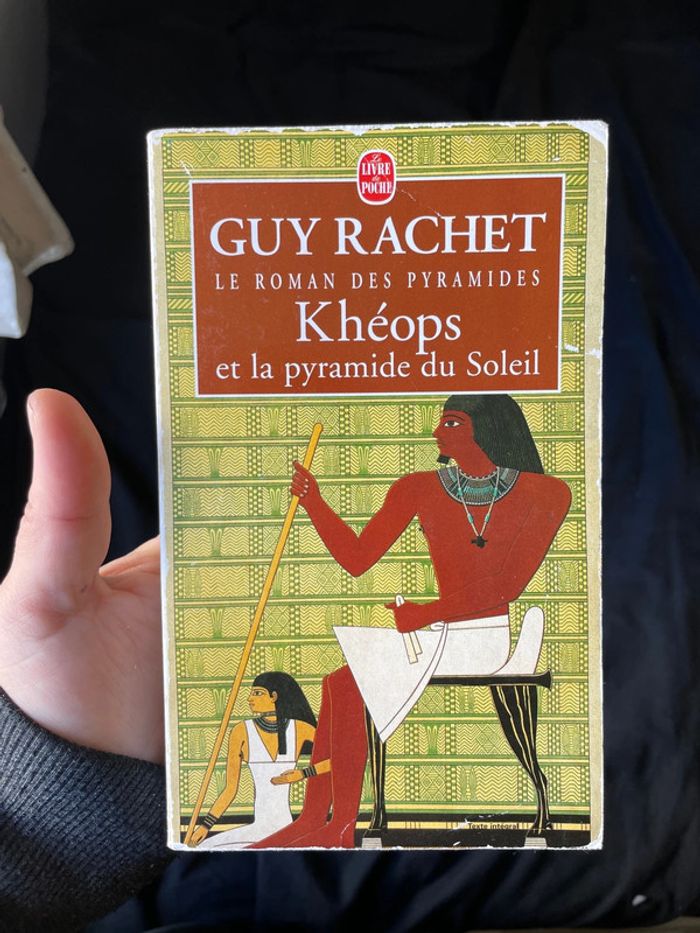 Le
LIVRE
de
POCHE
GUY RACHET
LE ROMAN DES PYRAMIDES
Khéops
et la pyramide du Soleil
Texte intégral